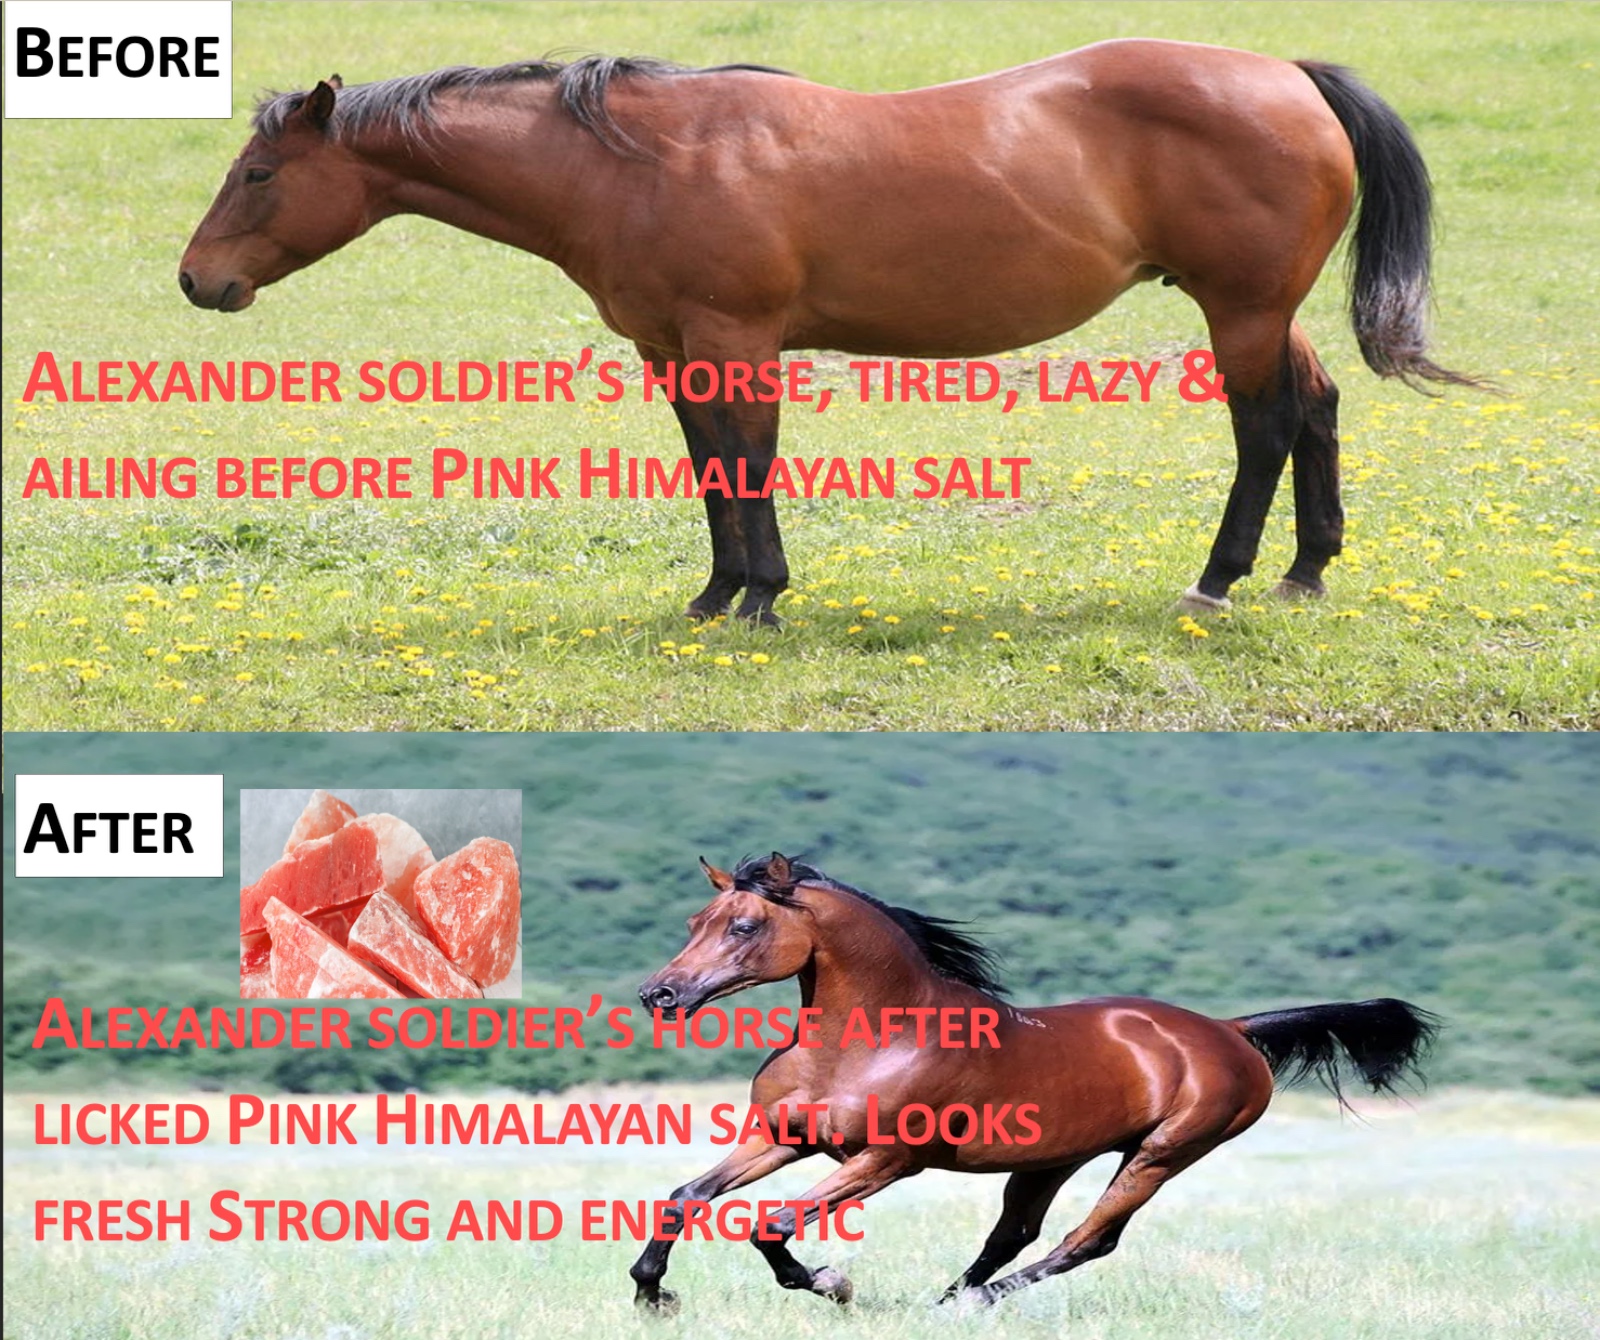 BEFORE
ALEXANDER SOLDIER’S HORSE, TIRED, LAZY &
AILING BEFORE PINK HIMALAYAN SALT
AFTER
ALEXANDER SOLDIER’S HORSE AFTER
LICKED PINK HIMALAYAN SALT. LOOKS
FRESH STRONG AND ENERGETIC